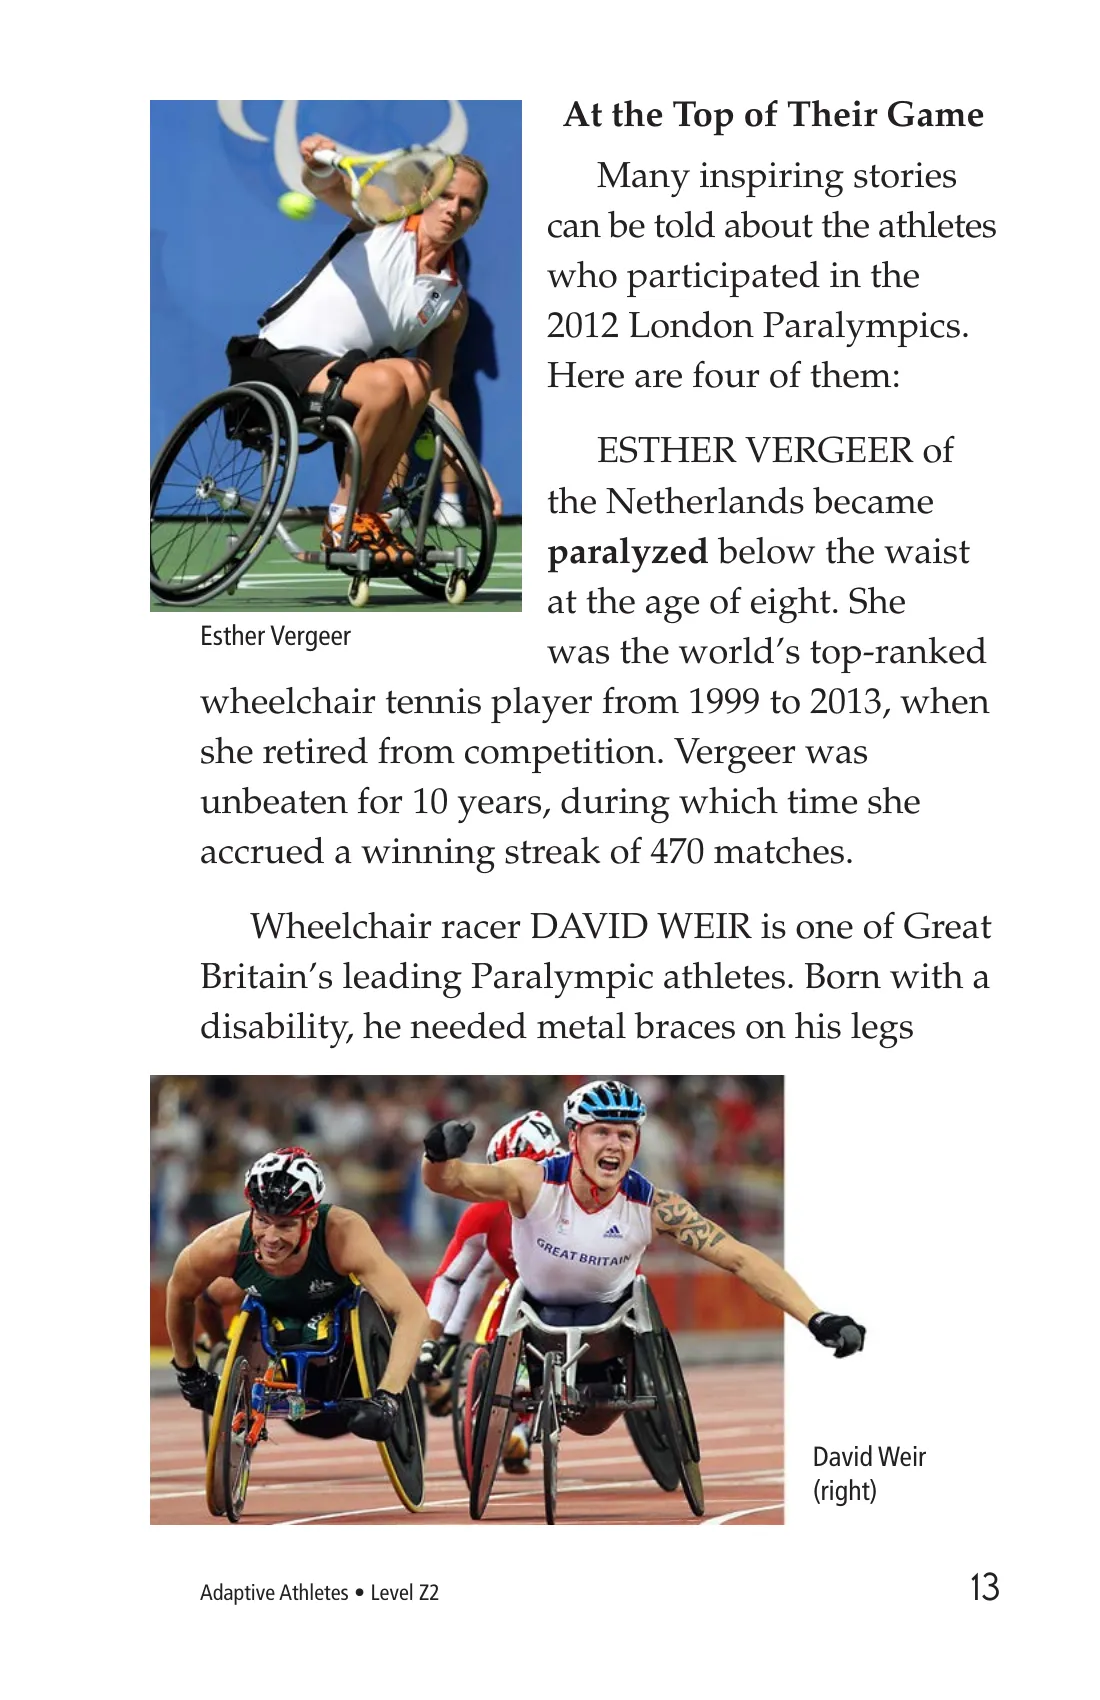 At the Top of Their Game
Many inspiring stories
can be told about the athletes
who participated in the
2012 London Paralympics.
Here are four of them:
ESTHER VERGEER of
the Netherlands became
paralyzed below the waist
at the age of eight. She
was the world’s top-ranked
Esther Vergeer
wheelchair tennis player from 1999 to 2013, when
she retired from competition. Vergeer was
unbeaten for 10 years, during which time she
accrued a winning streak of 470 matches.
Wheelchair racer DAVID WEIR is one of Great
Britain’s leading Paralympic athletes. Born with a
disability, he needed metal braces on his legs
4
adidas
GREAT BRITAIN
David Weir
(right)
Adaptive Athletes • Level Z2
13